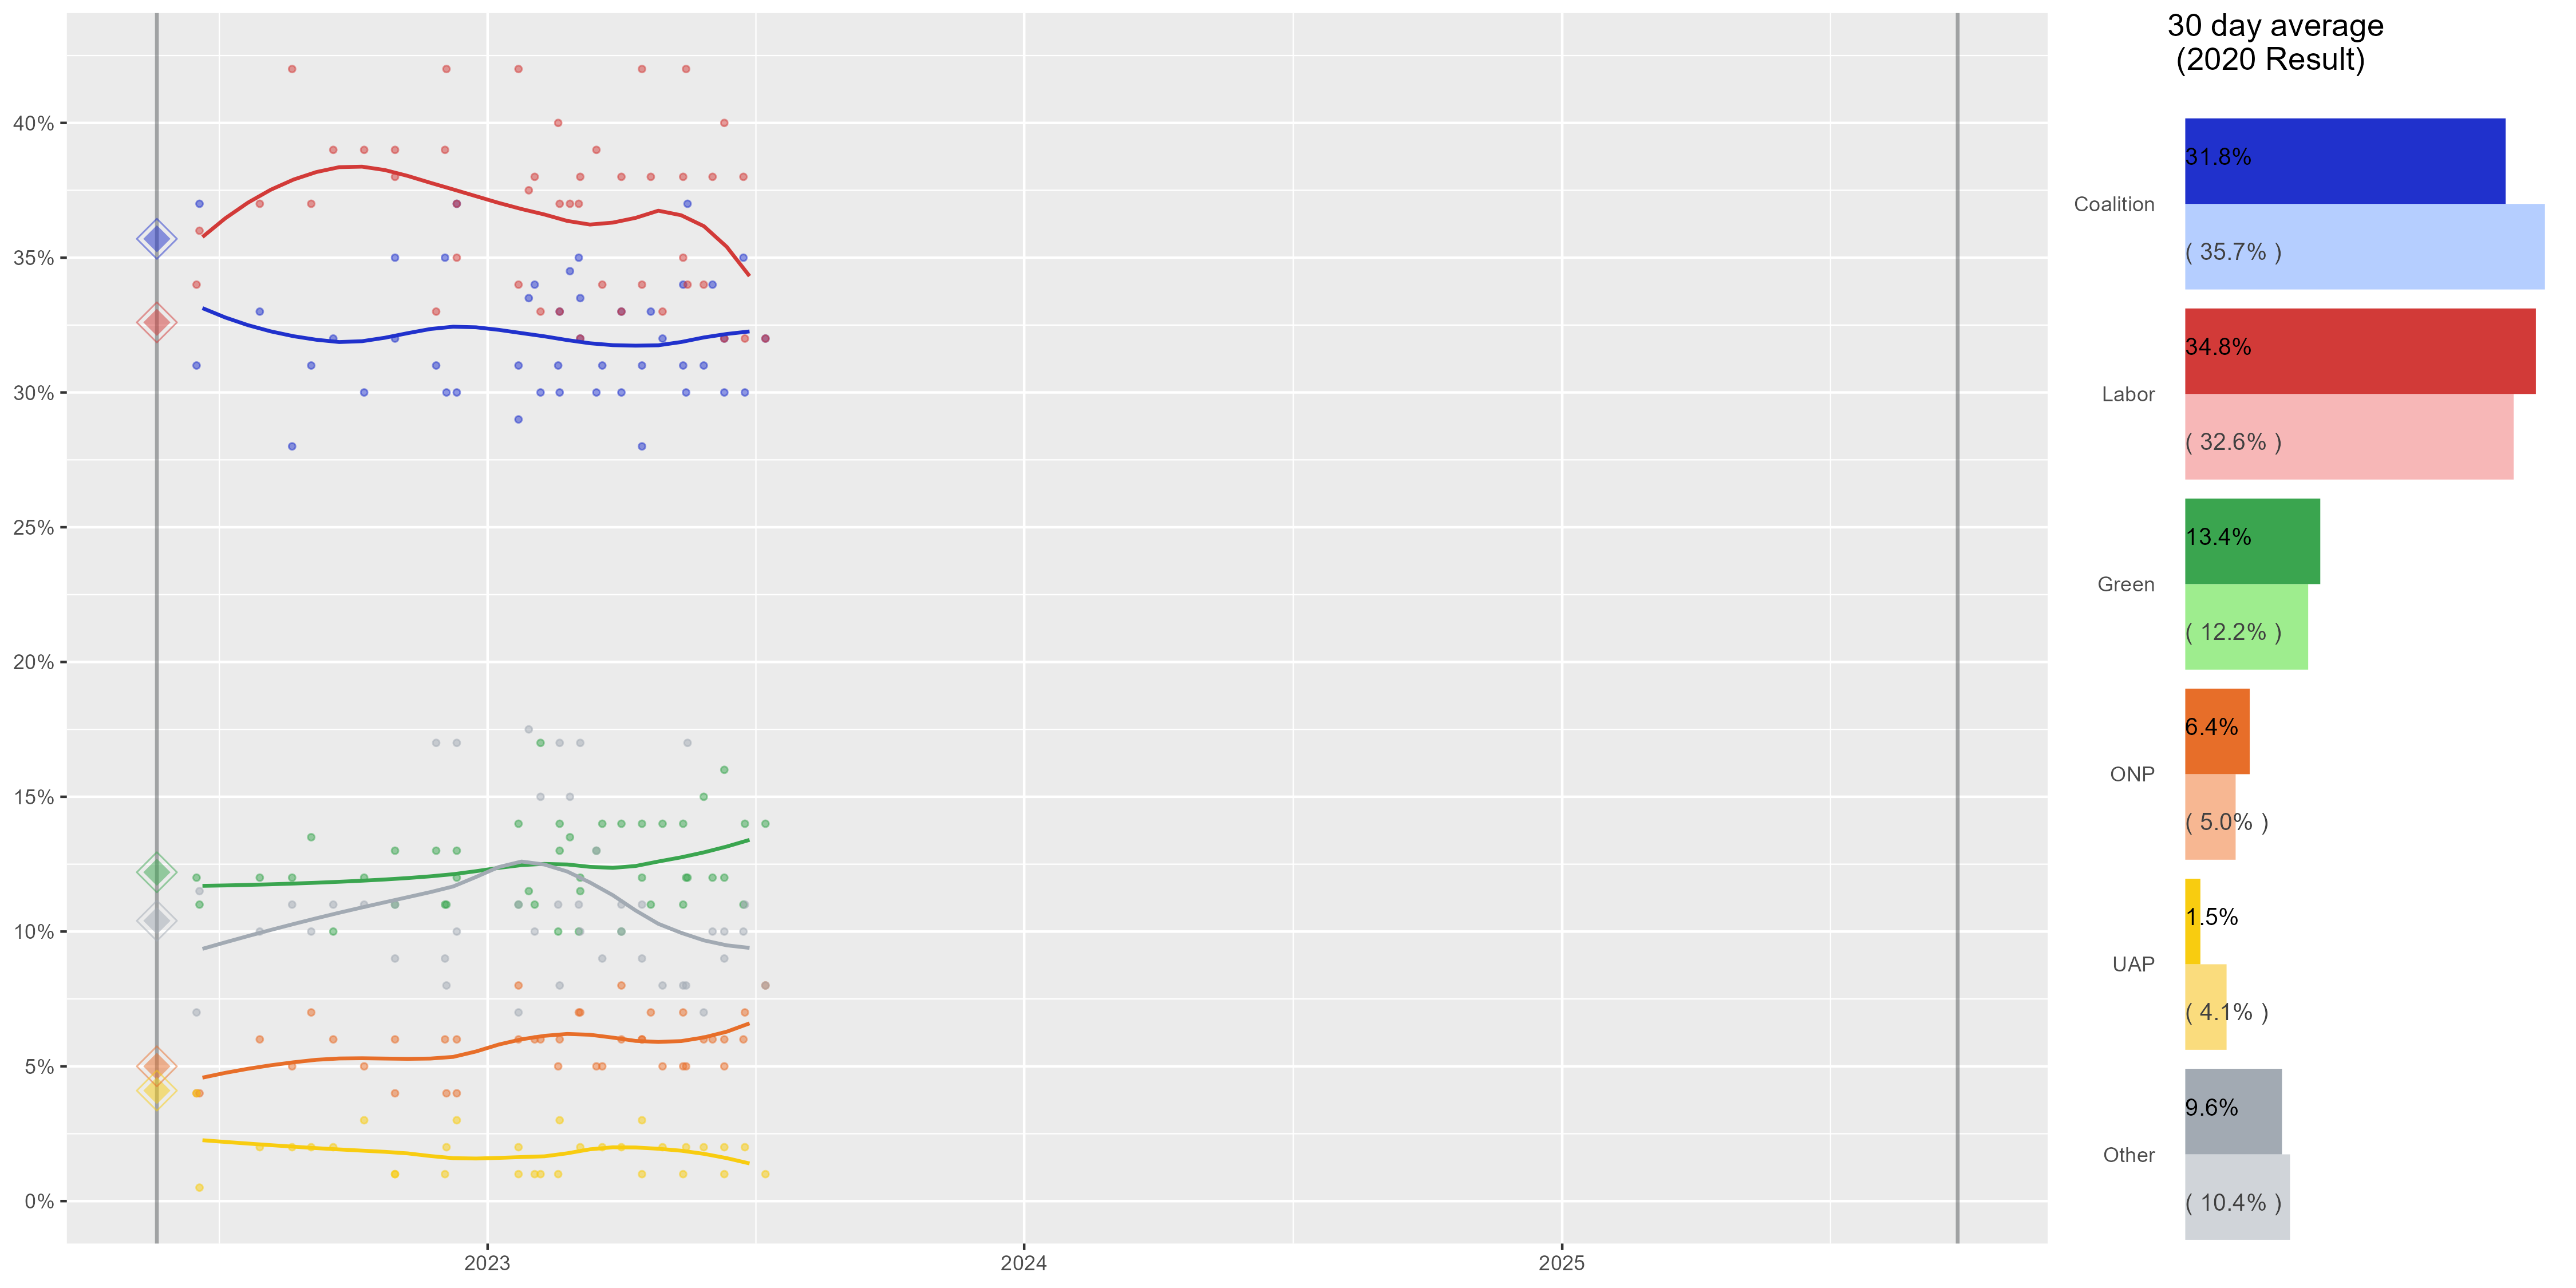 40%
35%
30%
25%
20%
15%
10%
5%
0%
2023
2024
2025
30 day average
(2020 Result)
Coalition
31.8%
( 35.7% )
Labor
34.8%
( 32.6% )
Green
13.4%
( 12.2% )
ONP
6.4%
( 5.0% )
UAP
1.5%
( 4.1% )
Other
9.6%
( 10.4% )